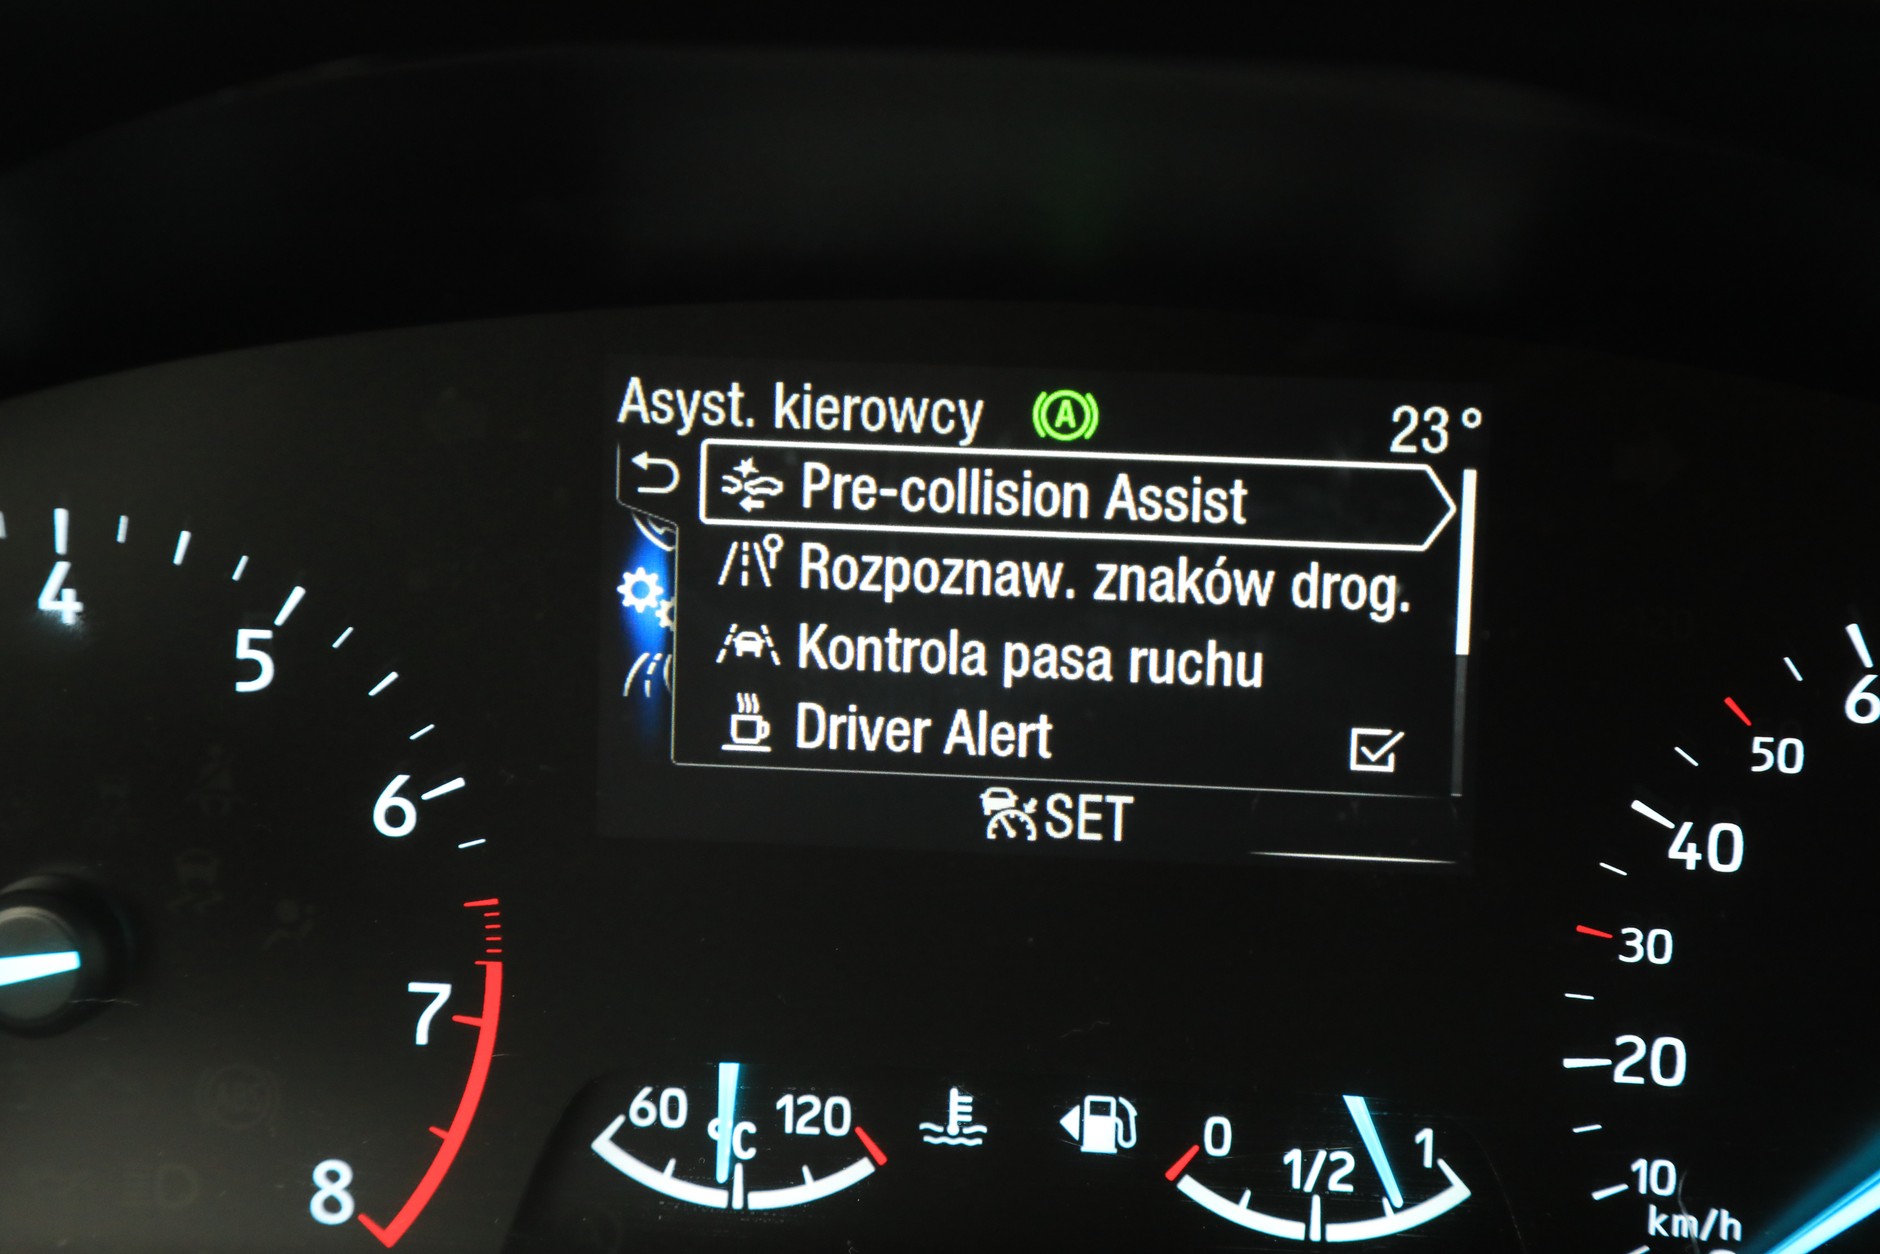 Asyst. kierowcy A 23°
Pre-collision Assist
Rozpoznaw. znaków drog.
Kontrola pasa ruchu
Driver Alert
SET
4
5
6
7
8
60 °C 120
0 1/2 1
6
50
40
30
20
10
km/h